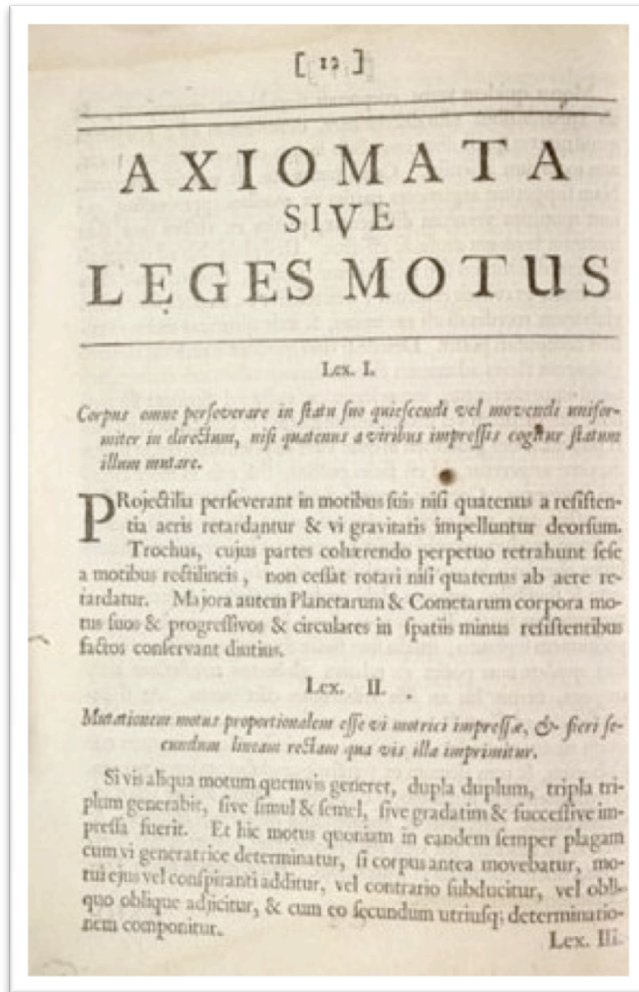 [ 12 ]
AXIOMATA
SIVE
LEGES MOTUS
Lex. I.
Corpus omne perſeverare in ſtatu ſuo quieſcendi vel movendi unifor-
miter in directum, niſi quatenus a viribus impreſſis cogitur ſtatum
illum mutare.
PRojectilia perſeverant in motibus ſuis niſi quatenus a reſiſten-
tia aeris retardantur & vi gravitatis impelluntur deorſum.
Trochus, cujus partes cohærendo perpetuo retrahunt ſeſe
a motibus rectilineis, non ceſſat rotari niſi quatenus ab aere re-
tardatur. Majora autem Planetarum & Cometarum corpora mo-
tus ſuos & progreſſivos & circulares in ſpatiis minus reſiſtentibus
factos conſervant diutius.
Lex. II.
Mutationem motus proportionalem eſſe vi motrici impreſſæ, & fieri ſe-
cundum lineam rectam qua vis illa imprimitur.
Si vis aliqua motum quemvis generet, dupla duplum, tripla tri-
plum generabit, ſive ſimul & ſemel, ſive gradatim & ſucceſſive im-
preſſa fuerit. Et hic motus quoniam in eandem ſemper plagam
cum vi generatrice determinatur, ſi corpus antea movebatur, mo-
tui ejus vel conſpiranti additur, vel contrario ſubducitur, vel obli-
quo oblique adjicitur, & cum eo ſecundum utriuſq; determinatio-
nem componitur.
Lex. III.